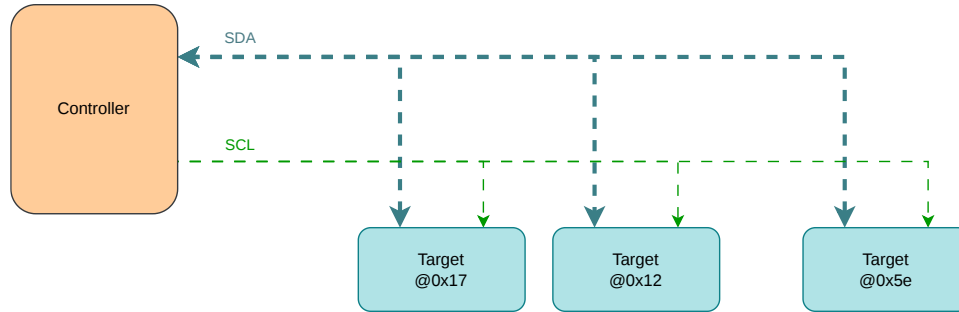 SDA
Controller
SCL
Target
@0x17
Target
@0x12
Target
@0x5e